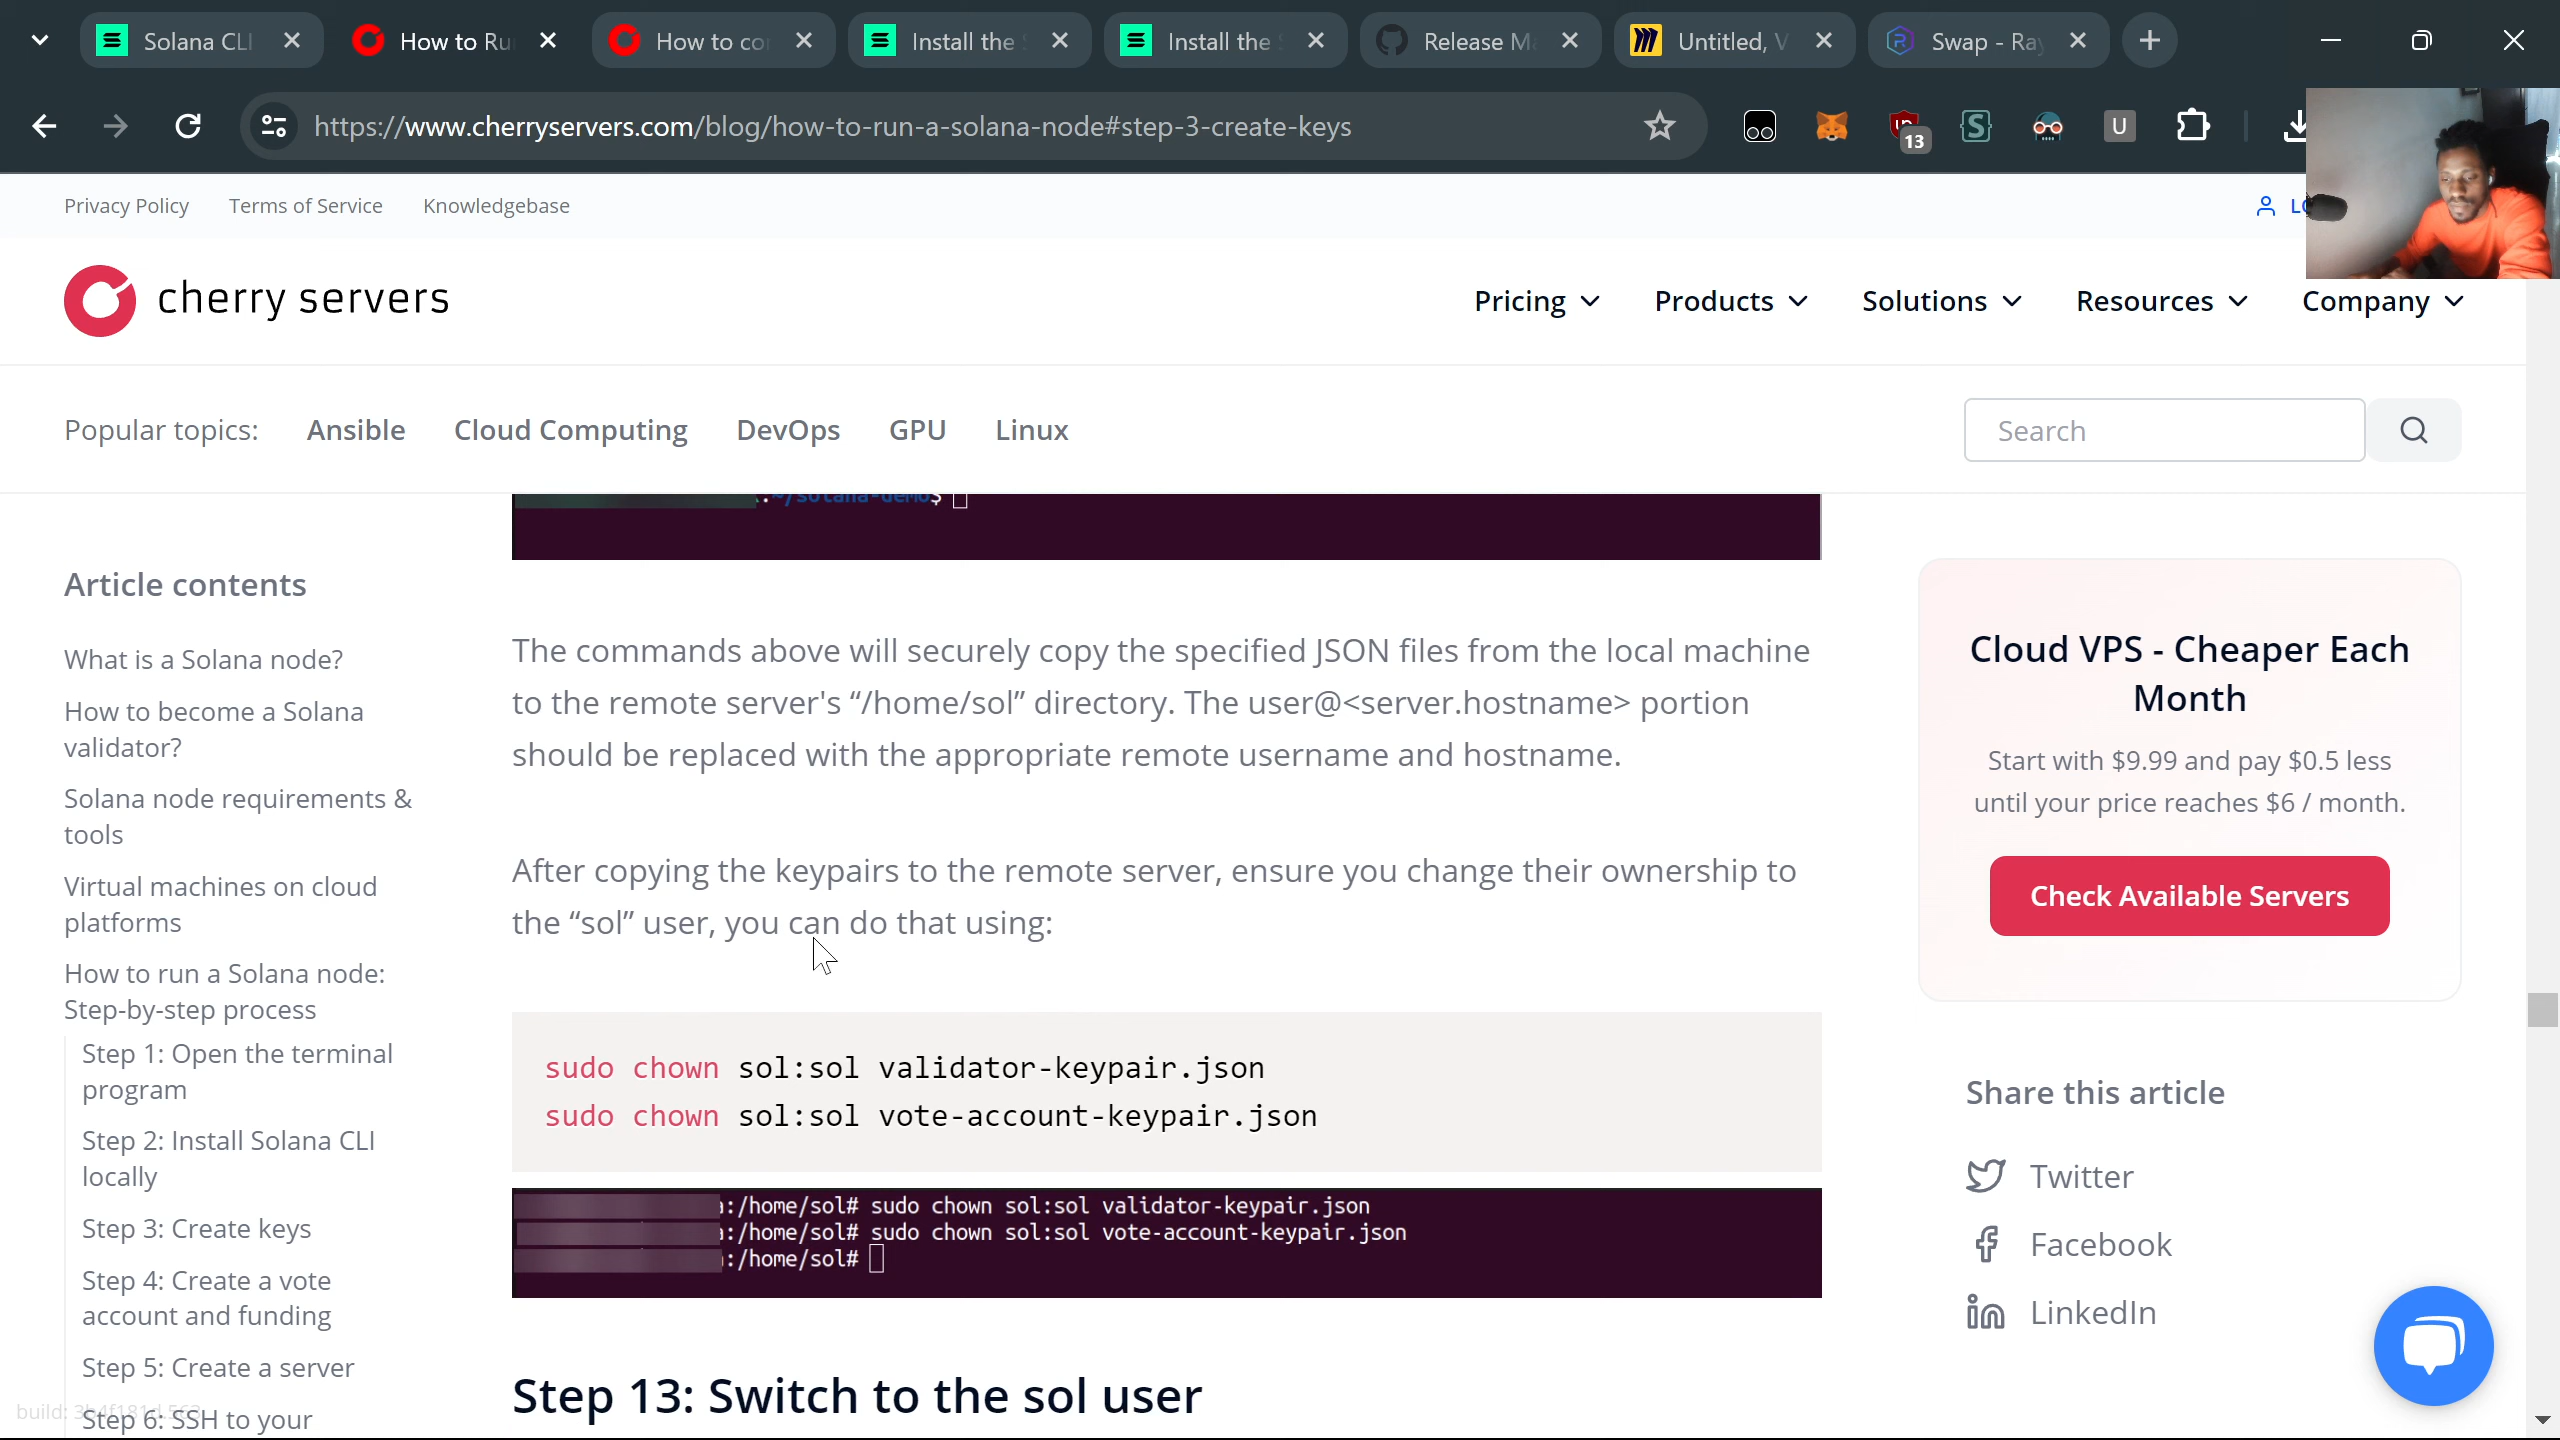 Solana CLI
How to Ru
How to co
Install the S
Install the S
Release M
Untitled, V
Swap - Ray
https://www.cherryservers.com/blog/how-to-run-a-solana-node#step-3-create-keys
13
U
Privacy Policy
Terms of Service
Knowledgebase
cherry servers
Pricing
Products
Solutions
Resources
Company
Popular topics:
Ansible
Cloud Computing
DevOps
GPU
Linux
Search
:~/solana-demo$
Article contents
What is a Solana node?
How to become a Solana
validator?
Solana node requirements &
tools
Virtual machines on cloud
platforms
How to run a Solana node:
Step-by-step process
Step 1: Open the terminal
program
Step 2: Install Solana CLI
locally
Step 3: Create keys
Step 4: Create a vote
account and funding
Step 5: Create a server
Step 6: SSH to your
The commands above will securely copy the specified JSON files from the local machine
to the remote server's “/home/sol” directory. The user@<server.hostname> portion
should be replaced with the appropriate remote username and hostname.
After copying the keypairs to the remote server, ensure you change their ownership to
the “sol” user, you can do that using:
sudo chown sol:sol validator-keypair.json
sudo chown sol:sol vote-account-keypair.json
:/home/sol# sudo chown sol:sol validator-keypair.json
:/home/sol# sudo chown sol:sol vote-account-keypair.json
:/home/sol#
Step 13: Switch to the sol user
Cloud VPS - Cheaper Each
Month
Start with $9.99 and pay $0.5 less
until your price reaches $6 / month.
Check Available Servers
Share this article
Twitter
Facebook
LinkedIn